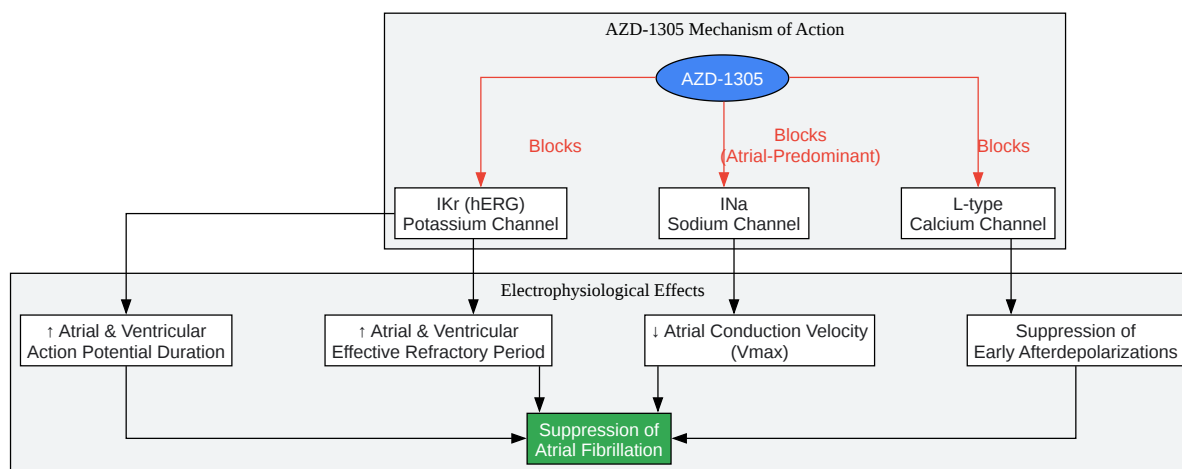 AZD-1305 Mechanism of Action
AZD-1305
Blocks
Blocks
(Atrial-Predominant)
Blocks
IKr (hERG)
Potassium Channel
INa
Sodium Channel
L-type
Calcium Channel
Electrophysiological Effects
↑ Atrial & Ventricular
Action Potential Duration
↑ Atrial & Ventricular
Effective Refractory Period
↓ Atrial Conduction Velocity
(Vmax)
Suppression of
Early Afterdepolarizations
Suppression of
Atrial Fibrillation